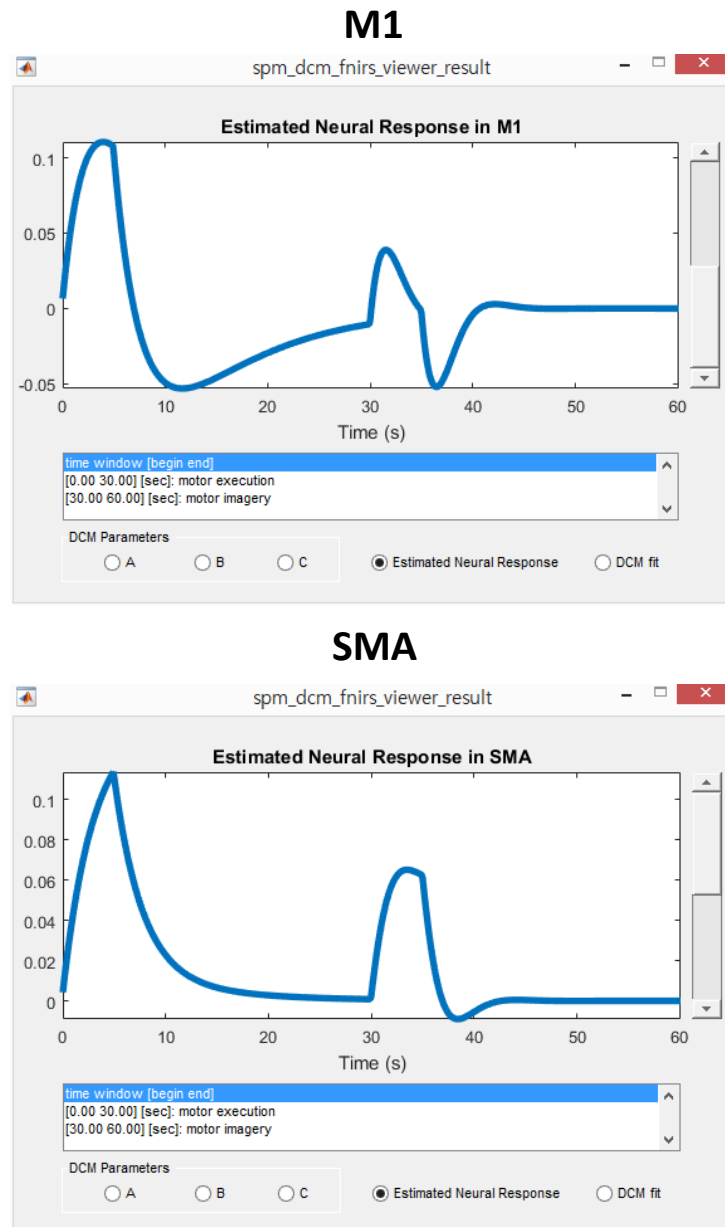 M1
spm_dcm_fnirs_viewer_result
Estimated Neural Response in M1
0.1
0.05
0
-0.05
0 10 20 30 40 50 60
Time (s)
time window [begin end]
[0.00 30.00] [sec]: motor execution
[30.00 60.00] [sec]: motor imagery
DCM Parameters
A B C Estimated Neural Response DCM fit
SMA
spm_dcm_fnirs_viewer_result
Estimated Neural Response in SMA
0.1
0.08
0.06
0.04
0.02
0
0 10 20 30 40 50 60
Time (s)
time window [begin end]
[0.00 30.00] [sec]: motor execution
[30.00 60.00] [sec]: motor imagery
DCM Parameters
A B C Estimated Neural Response DCM fit